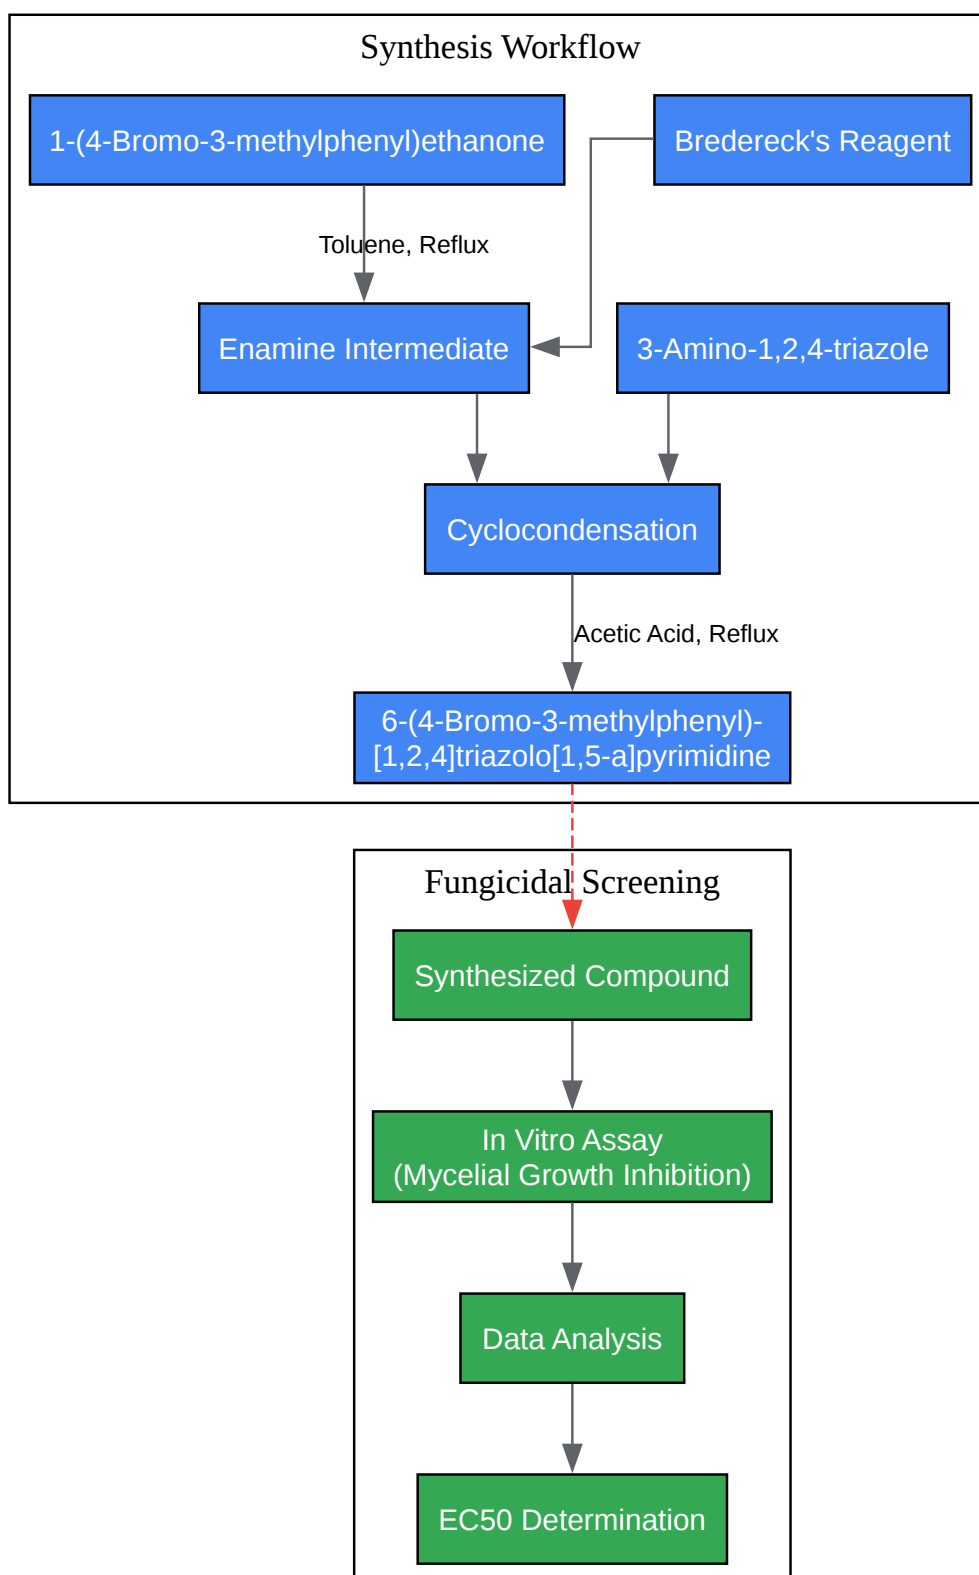 Synthesis Workflow
1-(4-Bromo-3-methylphenyl)ethanone
Bredereck's Reagent
Toluene, Reflux
Enamine Intermediate
3-Amino-1,2,4-triazole
Cyclocondensation
Acetic Acid, Reflux
6-(4-Bromo-3-methylphenyl)-
[1,2,4]triazolo[1,5-a]pyrimidine
Fungicidal Screening
Synthesized Compound
In Vitro Assay
(Mycelial Growth Inhibition)
Data Analysis
EC50 Determination